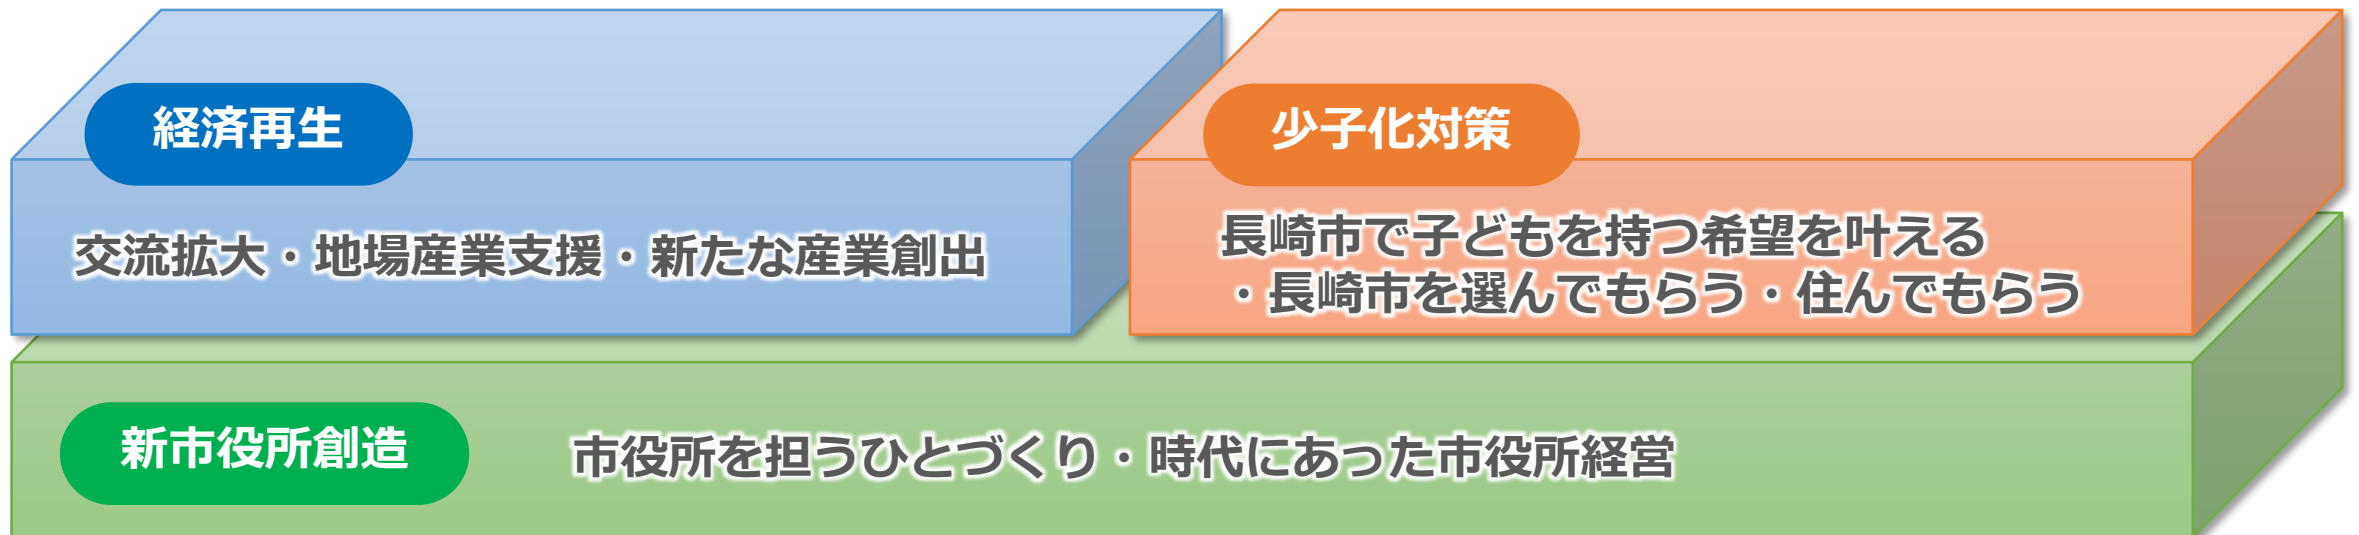 経済再生
交流拡大・地場産業支援・新たな産業創出
少子化対策
長崎市で子どもを持つ希望を叶える
・長崎市を選んでもらう・住んでもらう
新市役所創造
市役所を担うひとづくり・時代にあった市役所経営